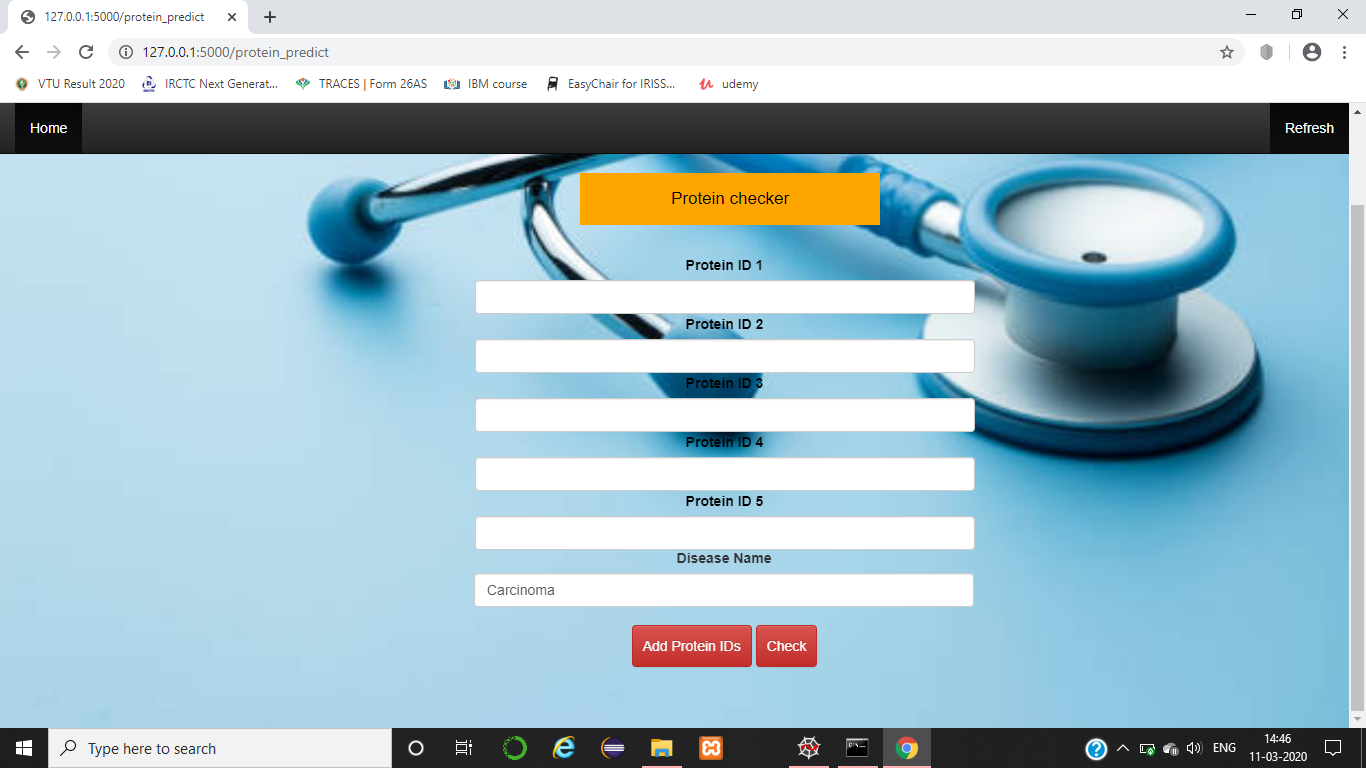 127.0.0.1:5000/protein_predict
127.0.0.1:5000/protein_predict
VTU Result 2020 IRCTC Next Generat... TRACES | Form 26AS IBM course EasyChair for IRISS... udemy
Home Refresh
Protein checker
Protein ID 1
Protein ID 2
Protein ID 3
Protein ID 4
Protein ID 5
Disease Name
Carcinoma
Add Protein IDs Check
Type here to search
ENG
14:46
11-03-2020